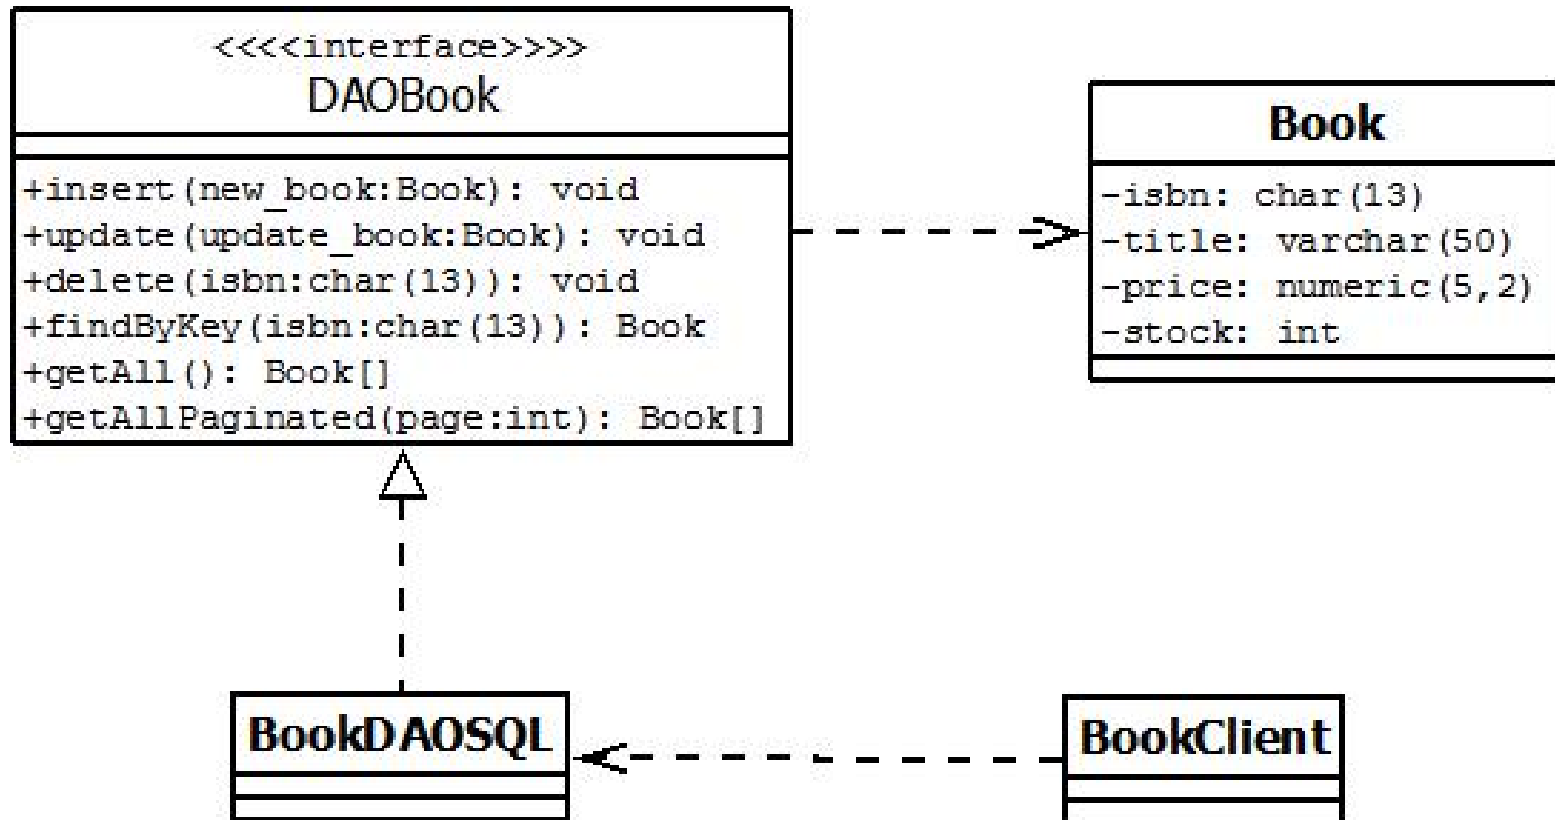 <<<<interface>>>>
DAOBook
+insert(new_book:Book): void
+update(update_book:Book): void
+delete(isbn:char(13)): void
+findByKey(isbn:char(13)): Book
+getAll(): Book[]
+getAllPaginated(page:int): Book[]
Book
-isbn: char(13)
-title: varchar(50)
-price: numeric(5,2)
-stock: int
BookDAOSQL
BookClient